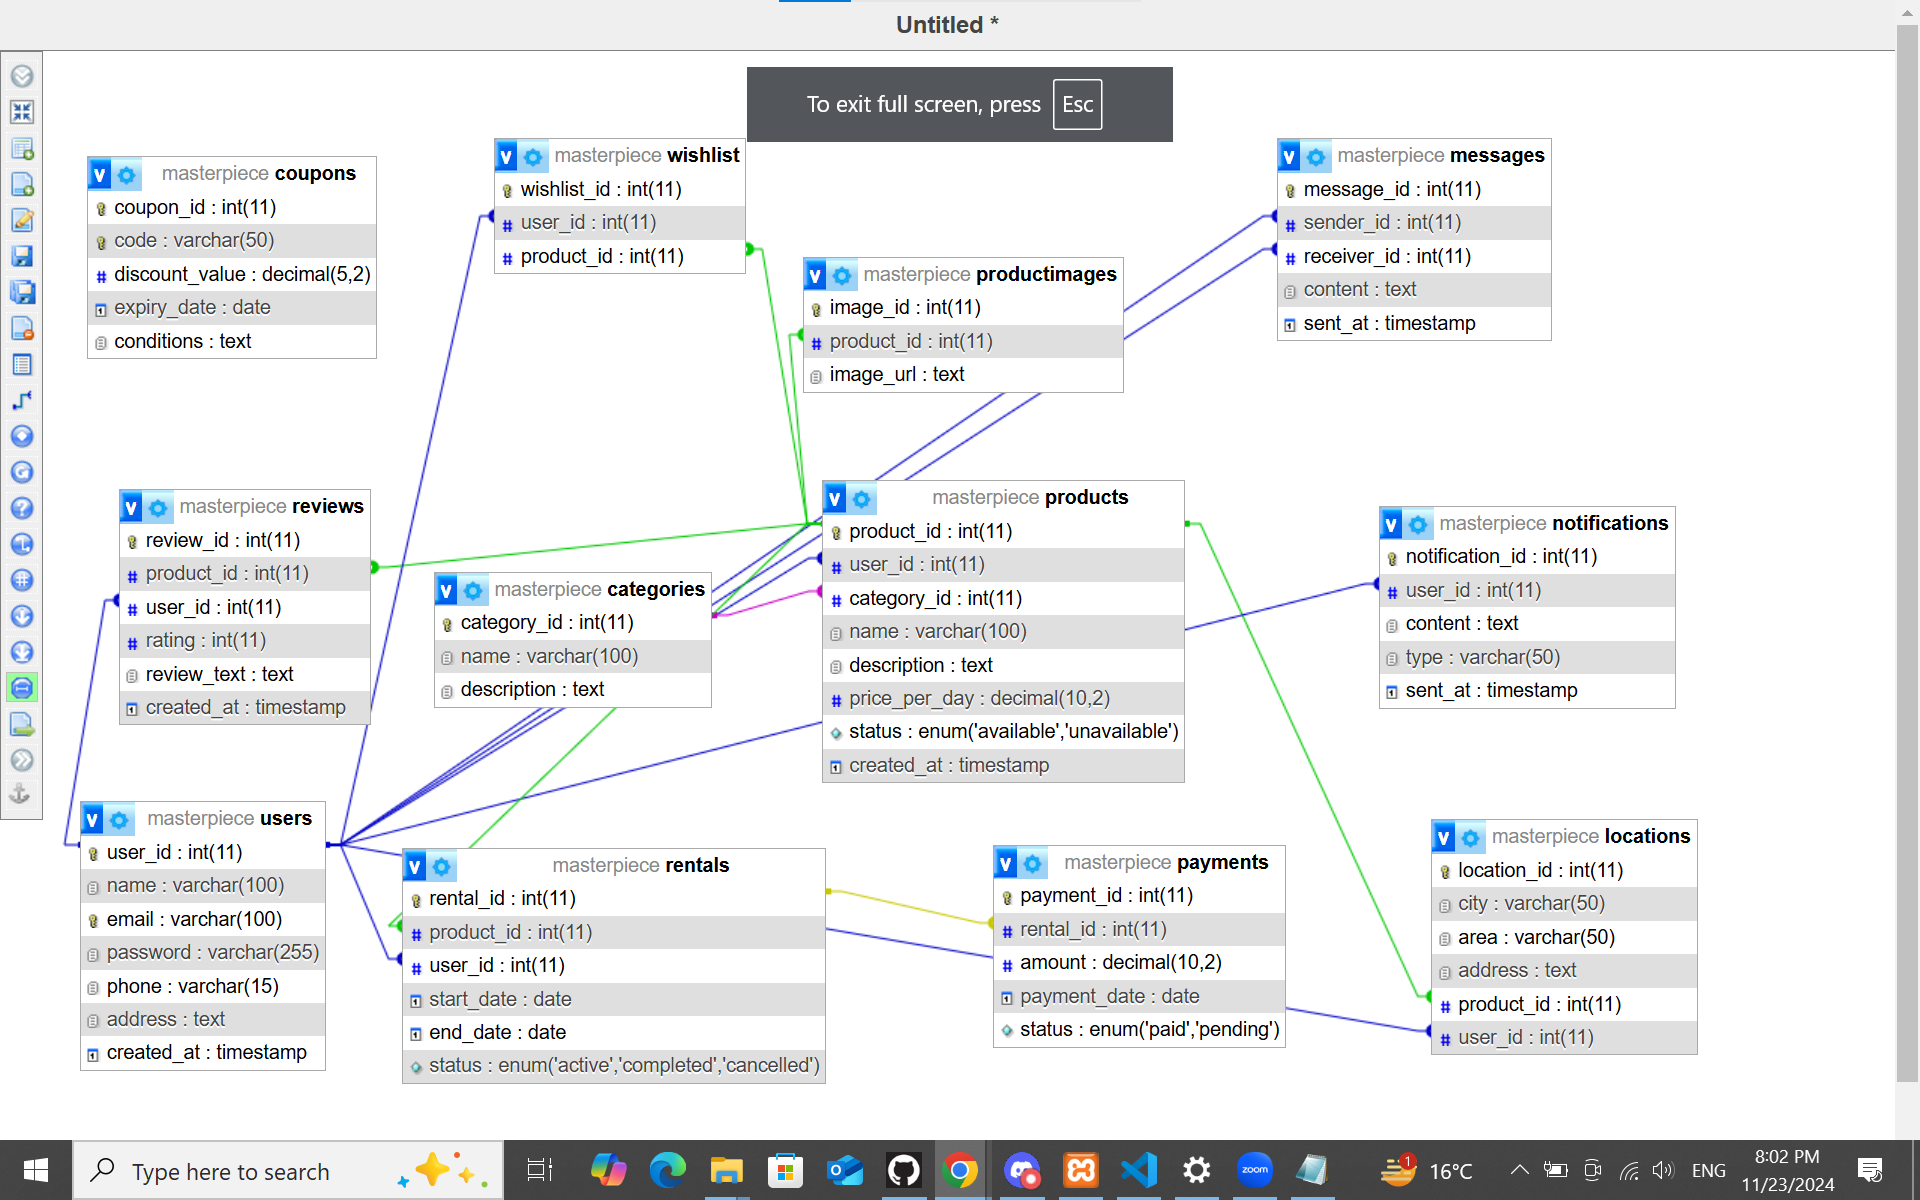 Untitled *
To exit full screen, press Esc
masterpiece coupons
coupon_id : int(11)
code : varchar(50)
discount_value : decimal(5,2)
expiry_date : date
conditions : text
masterpiece wishlist
wishlist_id : int(11)
user_id : int(11)
product_id : int(11)
masterpiece productimages
image_id : int(11)
product_id : int(11)
image_url : text
masterpiece messages
message_id : int(11)
sender_id : int(11)
receiver_id : int(11)
content : text
sent_at : timestamp
masterpiece reviews
review_id : int(11)
product_id : int(11)
user_id : int(11)
rating : int(11)
review_text : text
created_at : timestamp
masterpiece categories
category_id : int(11)
name : varchar(100)
description : text
masterpiece products
product_id : int(11)
user_id : int(11)
category_id : int(11)
name : varchar(100)
description : text
price_per_day : decimal(10,2)
status : enum('available','unavailable')
created_at : timestamp
masterpiece notifications
notification_id : int(11)
user_id : int(11)
content : text
type : varchar(50)
sent_at : timestamp
masterpiece users
user_id : int(11)
name : varchar(100)
email : varchar(100)
password : varchar(255)
phone : varchar(15)
address : text
created_at : timestamp
masterpiece rentals
rental_id : int(11)
product_id : int(11)
user_id : int(11)
start_date : date
end_date : date
status : enum('active','completed','cancelled')
masterpiece payments
payment_id : int(11)
rental_id : int(11)
amount : decimal(10,2)
payment_date : date
status : enum('paid','pending')
masterpiece locations
location_id : int(11)
city : varchar(50)
area : varchar(50)
address : text
product_id : int(11)
user_id : int(11)
Type here to search
zoom
1
16°C
ENG
8:02 PM
11/23/2024